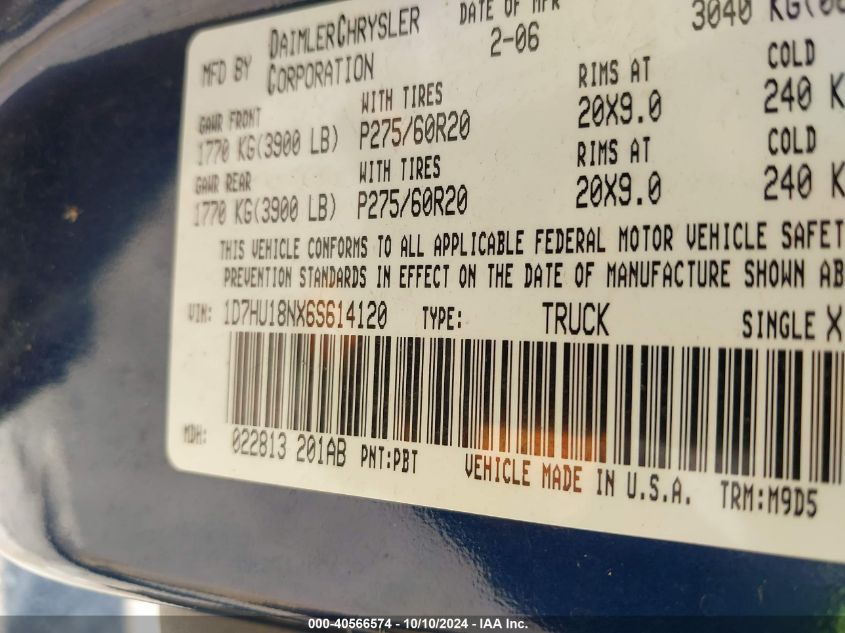 MFD BY DAIMLERCHRYSLER CORPORATION
DATE OF MFR
2-06
3040 KG
GAWR FRONT WITH TIRES RIMS AT COLD
1770 KG(3900 LB) P275/60R20 20X9.0 240 K
GAWR REAR WITH TIRES RIMS AT COLD
1770 KG(3900 LB) P275/60R20 20X9.0 240 K
THIS VEHICLE CONFORMS TO ALL APPLICABLE FEDERAL MOTOR VEHICLE SAFET
PREVENTION STANDARDS IN EFFECT ON THE DATE OF MANUFACTURE SHOWN AB
VIN: 1D7HU18NX6S614120 TYPE: TRUCK SINGLE X
MDH: 022813 201AB PNT:PBT VEHICLE MADE IN U.S.A. TRM:M9D5
000-40566574 - 10/10/2024 - IAA Inc.